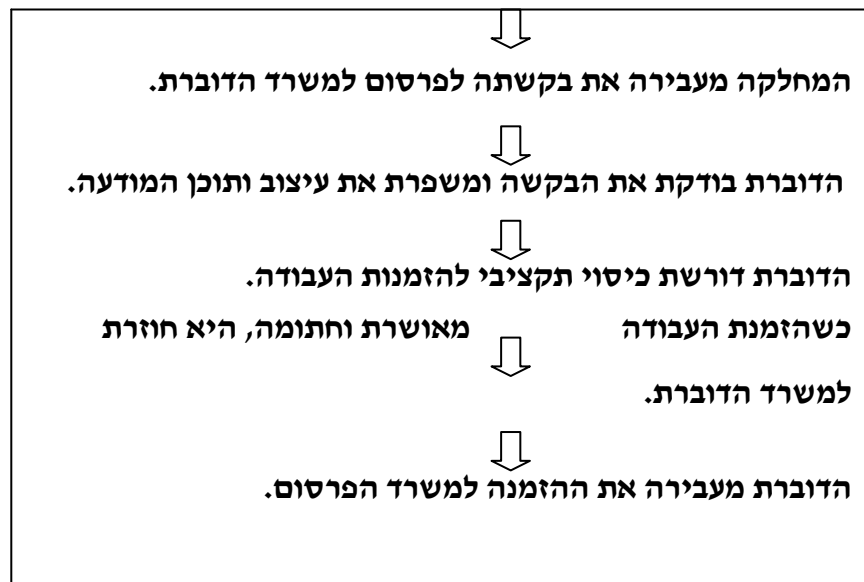 המחלקה מעבירה את בקשתה לפרסום למשרד הדוברת.
הדוברת בודקת את הבקשה ומשפרת את עיצוב ותוכן המודעה.
הדוברת דורשת כיסוי תקציבי להזמנות העבודה.
כשהזמנת העבודה מאושרת וחתומה, היא חוזרת
למשרד הדוברת.
הדוברת מעבירה את ההזמנה למשרד הפרסום.